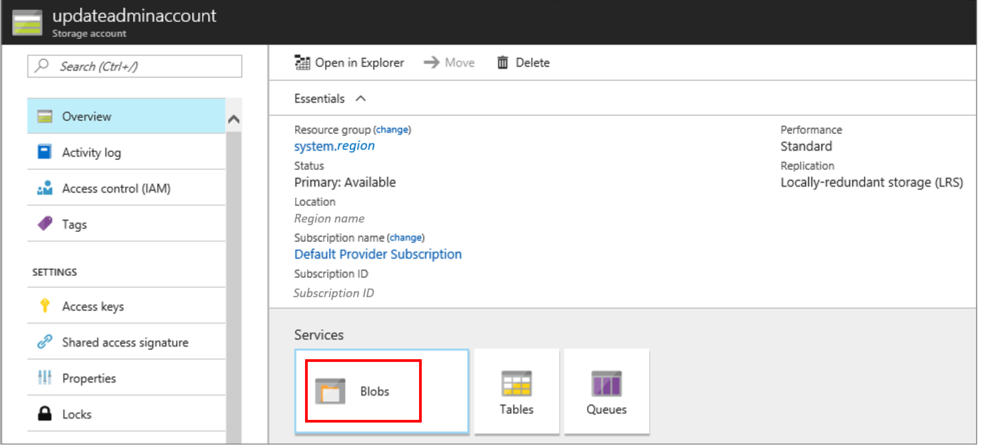 updateadminaccount
Storage account
Search (Ctrl+/)
Overview
Activity log
Access control (IAM)
Tags
SETTINGS
Access keys
Shared access signature
Properties
Locks
Open in Explorer Move Delete
Essentials
Resource group (change)
system.region
Status
Primary: Available
Location
Region name
Subscription name (change)
Default Provider Subscription
Subscription ID
Subscription ID
Performance
Standard
Replication
Locally-redundant storage (LRS)
Services
Blobs
Tables
Queues